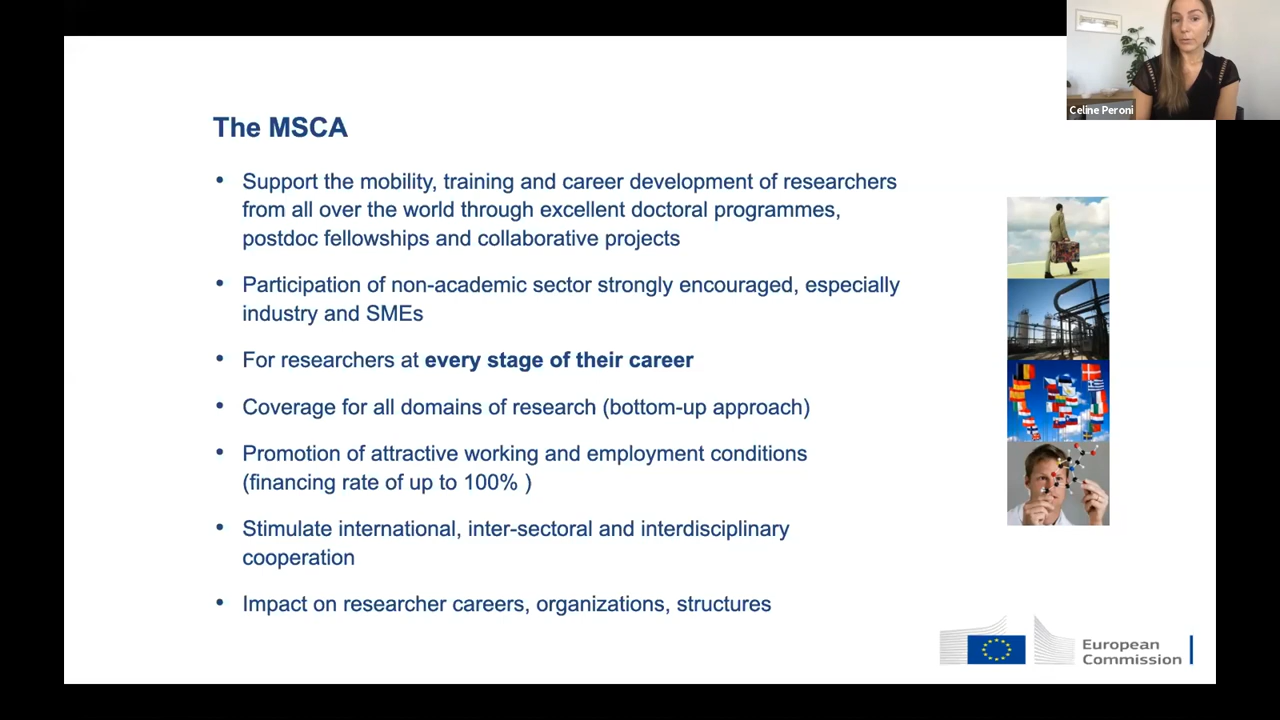 Celine Peroni
The MSCA
• Support the mobility, training and career development of researchers
from all over the world through excellent doctoral programmes,
postdoc fellowships and collaborative projects
• Participation of non-academic sector strongly encouraged, especially
industry and SMEs
• For researchers at every stage of their career
• Coverage for all domains of research (bottom-up approach)
• Promotion of attractive working and employment conditions
(financing rate of up to 100% )
• Stimulate international, inter-sectoral and interdisciplinary
cooperation
• Impact on researcher careers, organizations, structures
European
Commission